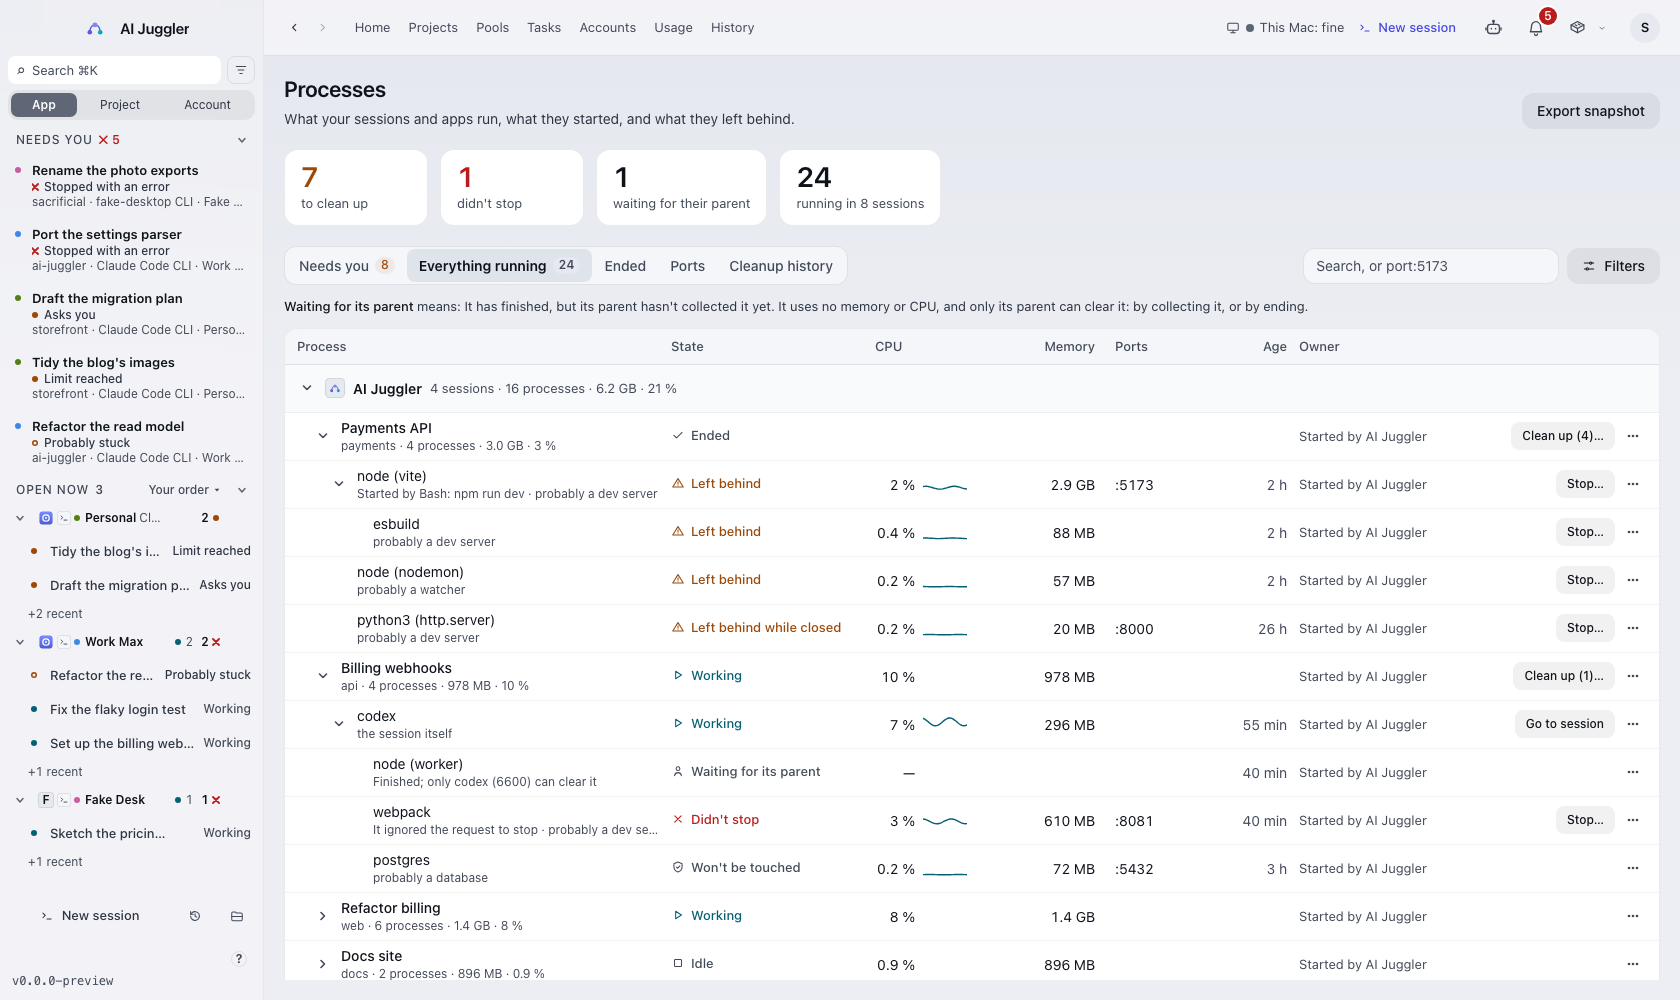 AI Juggler
Search ⌘K
App Project Account
NEEDS YOU 5
Rename the photo exports
Stopped with an error
sacrificial · fake-desktop CLI · Fake ...
Port the settings parser
Stopped with an error
ai-juggler · Claude Code CLI · Work ...
Draft the migration plan
Asks you
storefront · Claude Code CLI · Perso...
Tidy the blog's images
Limit reached
storefront · Claude Code CLI · Perso...
Refactor the read model
Probably stuck
ai-juggler · Claude Code CLI · Work ...
OPEN NOW 3 Your order
Personal Cl... 2
Tidy the blog's i... Limit reached
Draft the migration p... Asks you
+2 recent
Work Max 2 2
Refactor the re... Probably stuck
Fix the flaky login test Working
Set up the billing web... Working
+1 recent
F Fake Desk 1 1
Sketch the pricin... Working
+1 recent
New session
?
v0.0.0-preview
Home Projects Pools Tasks Accounts Usage History
This Mac: fine New session 5 S
Processes
What your sessions and apps run, what they started, and what they left behind.
Export snapshot
7 to clean up
1 didn't stop
1 waiting for their parent
24 running in 8 sessions
Needs you 8 Everything running 24 Ended Ports Cleanup history
Search, or port:5173 Filters
Waiting for its parent means: It has finished, but its parent hasn't collected it yet. It uses no memory or CPU, and only its parent can clear it: by collecting it, or by ending.
Process State CPU Memory Ports Age Owner
AI Juggler 4 sessions · 16 processes · 6.2 GB · 21 %
Payments API Ended Started by AI Juggler Clean up (4)... ...
payments · 4 processes · 3.0 GB · 3 %
node (vite) Left behind 2 % 2.9 GB :5173 2 h Started by AI Juggler Stop... ...
Started by Bash: npm run dev · probably a dev server
esbuild Left behind 0.4 % 88 MB 2 h Started by AI Juggler Stop... ...
probably a dev server
node (nodemon) Left behind 0.2 % 57 MB 2 h Started by AI Juggler Stop... ...
probably a watcher
python3 (http.server) Left behind while closed 0.2 % 20 MB :8000 26 h Started by AI Juggler Stop... ...
probably a dev server
Billing webhooks Working 10 % 978 MB Started by AI Juggler Clean up (1)... ...
api · 4 processes · 978 MB · 10 %
codex Working 7 % 296 MB 55 min Started by AI Juggler Go to session ...
the session itself
node (worker) Waiting for its parent — 40 min Started by AI Juggler ...
Finished; only codex (6600) can clear it
webpack Didn't stop 3 % 610 MB :8081 40 min Started by AI Juggler Stop... ...
It ignored the request to stop · probably a dev se...
postgres Won't be touched 0.2 % 72 MB :5432 3 h Started by AI Juggler ...
probably a database
Refactor billing Working 8 % 1.4 GB Started by AI Juggler ...
web · 6 processes · 1.4 GB · 8 %
Docs site Idle 0.9 % 896 MB Started by AI Juggler ...
docs · 2 processes · 896 MB · 0.9 %